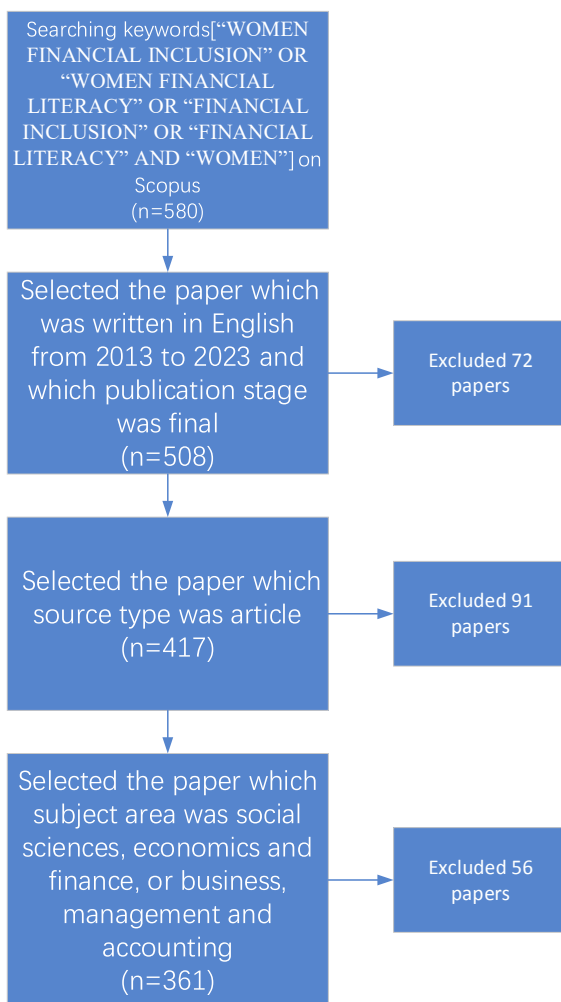 Searching keywords[“WOMEN
FINANCIAL INCLUSION” OR
“WOMEN FINANCIAL
LITERACY” OR “FINANCIAL
INCLUSION” OR “FINANCIAL
LITERACY” AND “WOMEN”] on
Scopus
(n=580)
Selected the paper which
was written in English
from 2013 to 2023 and
which publication stage
was final
(n=508)
Excluded 72
papers
Selected the paper which
source type was article
(n=417)
Excluded 91
papers
Selected the paper which
subject area was social
sciences, economics and
finance, or business,
management and
accounting
(n=361)
Excluded 56
papers